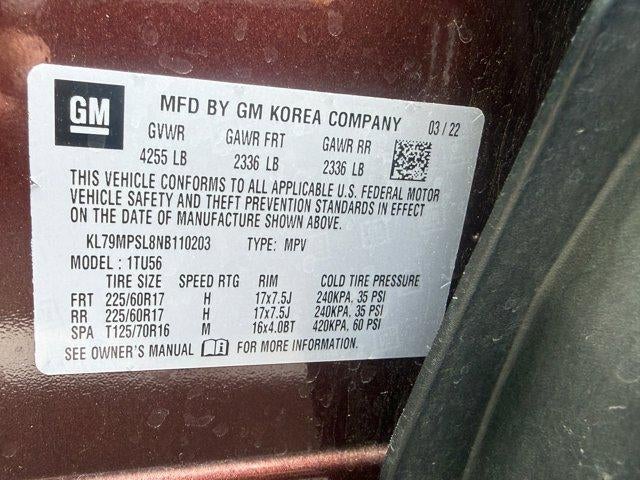 GM
MFD BY GM KOREA COMPANY 03 / 22
GVWR GAWR FRT GAWR RR
4255 LB 2336 LB 2336 LB
THIS VEHICLE CONFORMS TO ALL APPLICABLE U.S. FEDERAL MOTOR
VEHICLE SAFETY AND THEFT PREVENTION STANDARDS IN EFFECT
ON THE DATE OF MANUFACTURE SHOWN ABOVE.
KL79MPSL8NB110203 TYPE: MPV
MODEL : 1TU56
TIRE SIZE SPEED RTG RIM COLD TIRE PRESSURE
FRT 225/60R17 H 17x7.5J 240KPA, 35 PSI
RR 225/60R17 H 17x7.5J 240KPA, 35 PSI
SPA T125/70R16 M 16x4.0BT 420KPA, 60 PSI
SEE OWNER'S MANUAL FOR MORE INFORMATION.